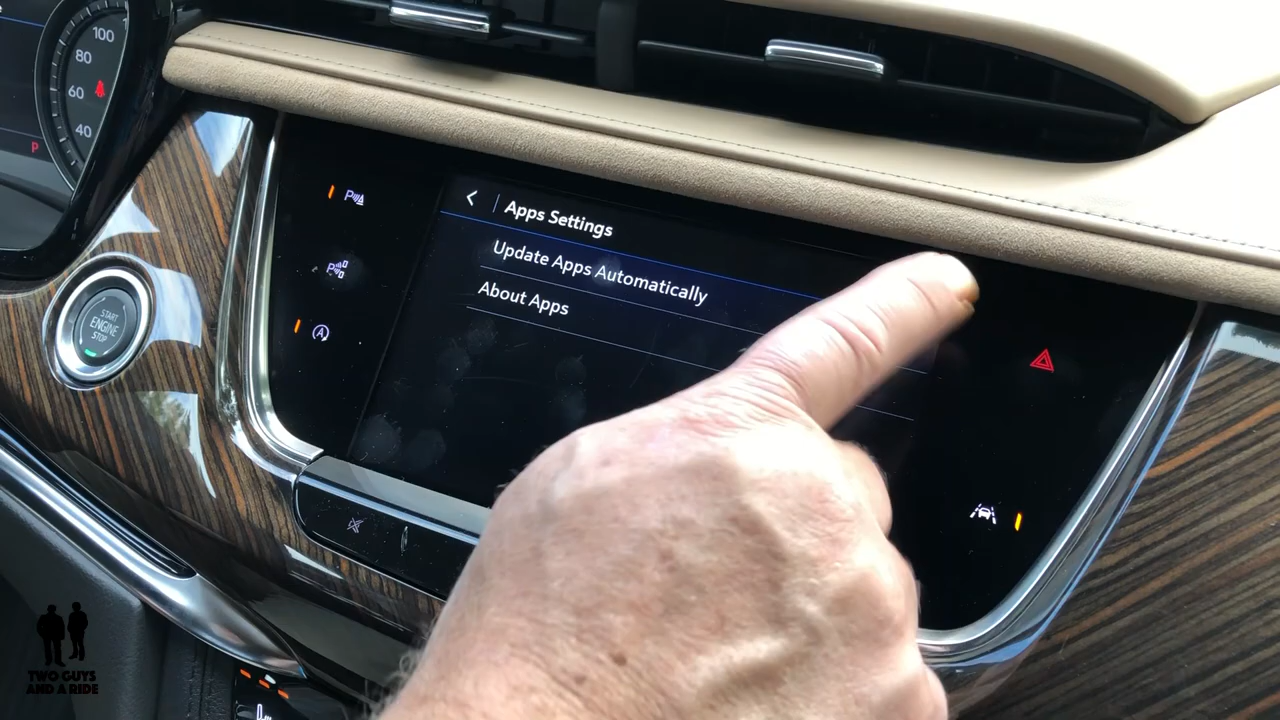 100
80
60
40
P
Apps Settings
Update Apps Automatically
About Apps
START
ENGINE
STOP
TWO GUYS
AND A RIDE